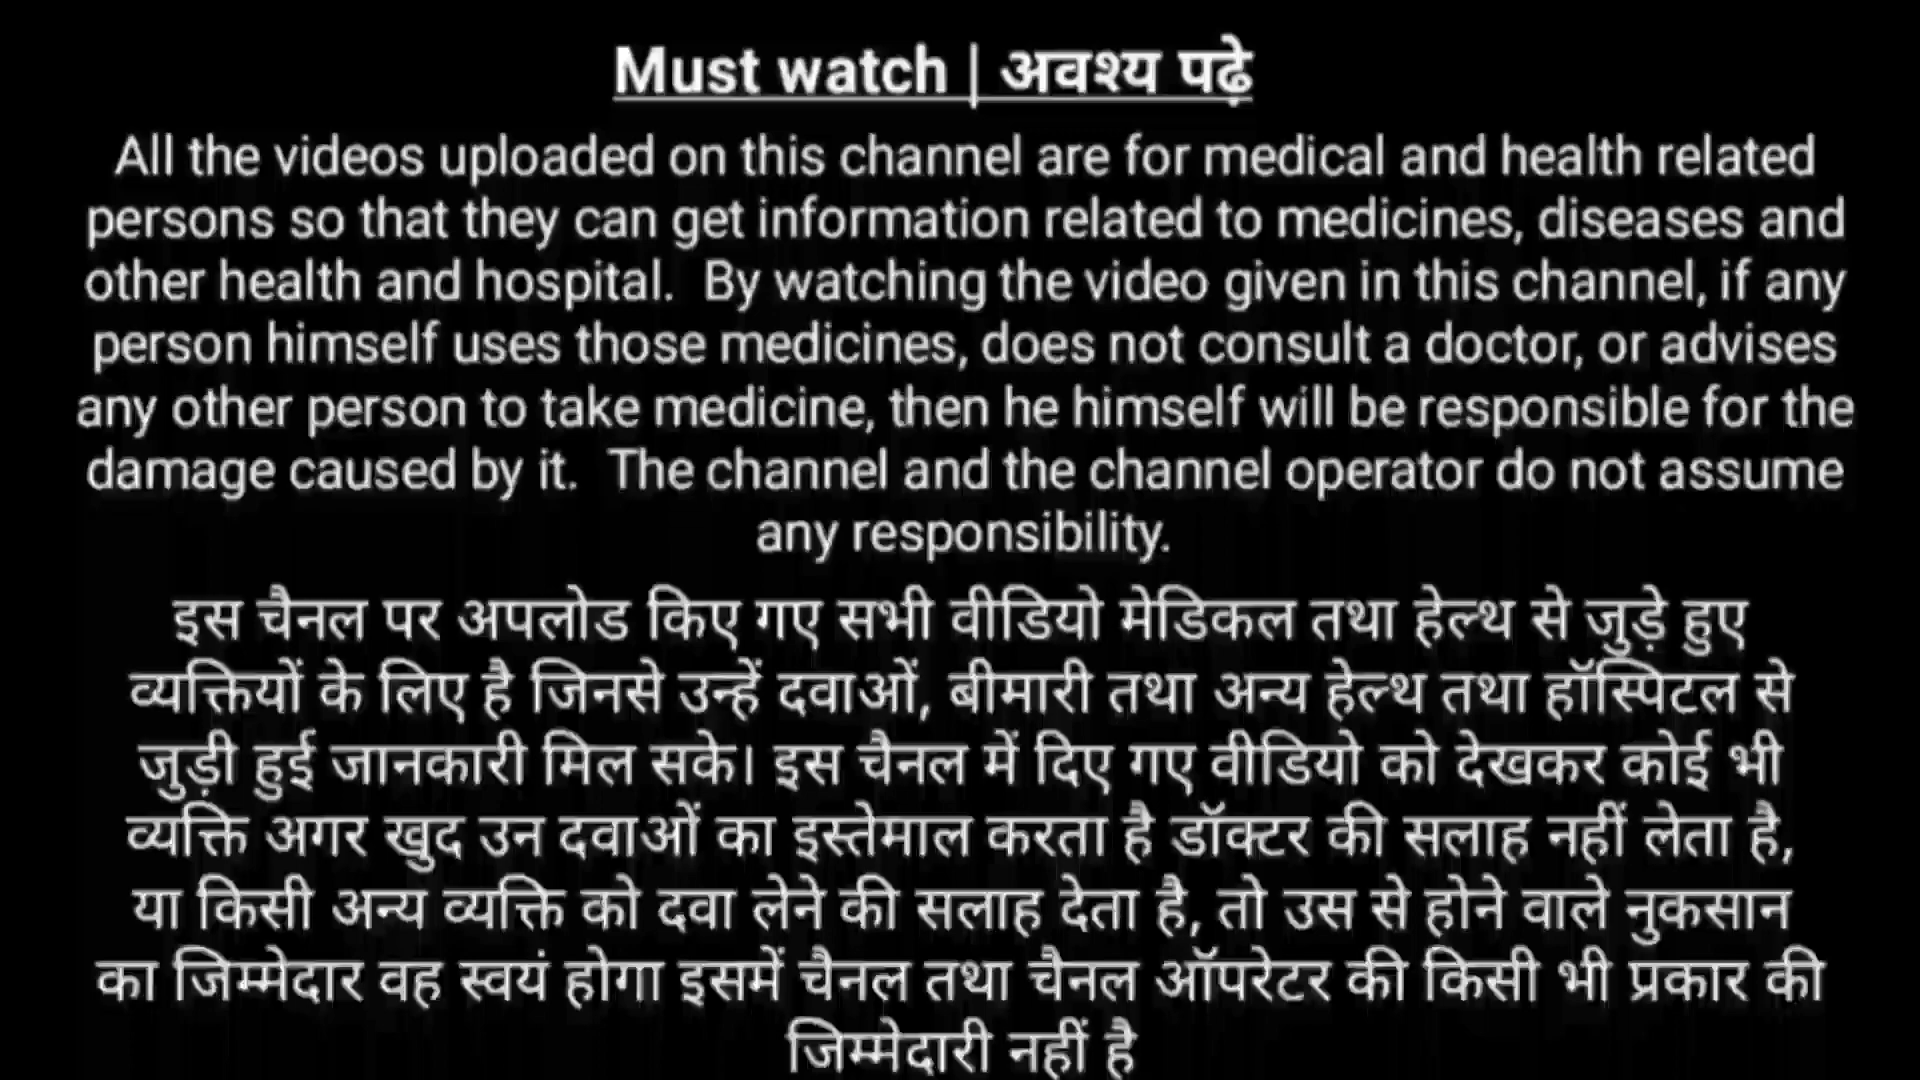 Must watch | अवश्य पढ़े
All the videos uploaded on this channel are for medical and health related
persons so that they can get information related to medicines, diseases and
other health and hospital.  By watching the video given in this channel, if any
person himself uses those medicines, does not consult a doctor, or advises
any other person to take medicine, then he himself will be responsible for the
damage caused by it.  The channel and the channel operator do not assume
any responsibility.
इस चैनल पर अपलोड किए गए सभी वीडियो मेडिकल तथा हेल्थ से जुड़े हुए
व्यक्तियों के लिए है जिनसे उन्हें दवाओं, बीमारी तथा अन्य हेल्थ तथा हॉस्पिटल से
जुड़ी हुई जानकारी मिल सके। इस चैनल में दिए गए वीडियो को देखकर कोई भी
व्यक्ति अगर खुद उन दवाओं का इस्तेमाल करता है डॉक्टर की सलाह नहीं लेता है,
या किसी अन्य व्यक्ति को दवा लेने की सलाह देता है, तो उस से होने वाले नुकसान
का जिम्मेदार वह स्वयं होगा इसमें चैनल तथा चैनल ऑपरेटर की किसी भी प्रकार की
जिम्मेदारी नहीं है